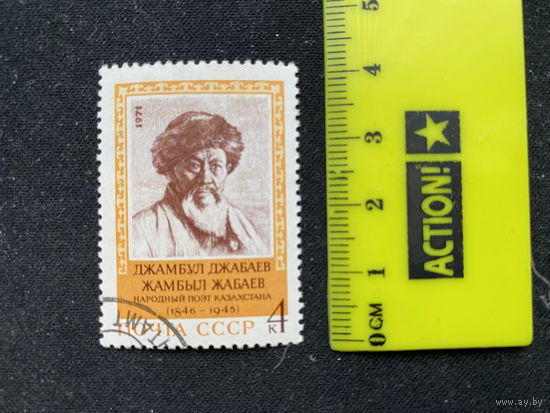 1971
ДЖАМБУЛ ДЖАБАЕВ
ЖАМБЫЛ ЖАБАЕВ
НАРОДНЫЙ ПОЭТ КАЗАХСТАНА
(1846 - 1945)
ПОЧТА СССР 4
К
5
4
3
2
1
0 CM
ACTION!
www.ay.by